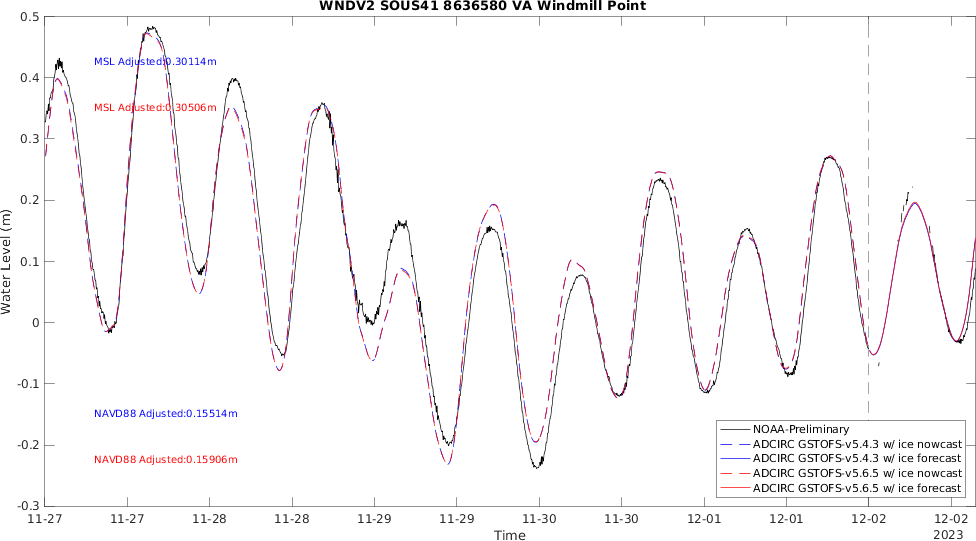 WNDV2 SOUS41 8636580 VA Windmill Point
0.5
0.4
0.3
0.2
0.1
0
-0.1
-0.2
-0.3
Water Level (m)
MSL Adjusted:0.30114m
MSL Adjusted:0.30506m
NAVD88 Adjusted:0.15514m
NAVD88 Adjusted:0.15906m
NOAA-Preliminary
ADCIRC GSTOFS-v5.4.3 w/ ice nowcast
ADCIRC GSTOFS-v5.4.3 w/ ice forecast
ADCIRC GSTOFS-v5.6.5 w/ ice nowcast
ADCIRC GSTOFS-v5.6.5 w/ ice forecast
11-27 11-27 11-28 11-28 11-29 11-29 11-30 11-30 12-01 12-01 12-02 12-02
Time 2023